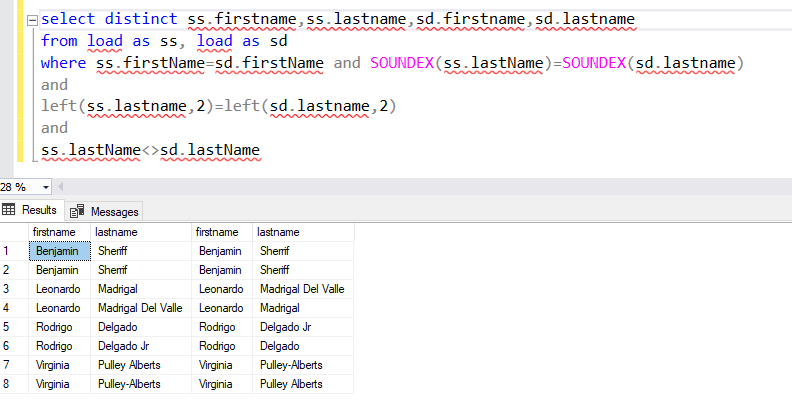 select distinct ss.firstname,ss.lastname,sd.firstname,sd.lastname
from load as ss, load as sd
where ss.firstName=sd.firstName and SOUNDEX(ss.lastName)=SOUNDEX(sd.lastname)
and
left(ss.lastname,2)=left(sd.lastname,2)
and
ss.lastName<>sd.lastName
28 %
Results Messages
firstname lastname firstname lastname
1 Benjamin Sheriff Benjamin Sherrif
2 Benjamin Sherrif Benjamin Sheriff
3 Leonardo Madrigal Leonardo Madrigal Del Valle
4 Leonardo Madrigal Del Valle Leonardo Madrigal
5 Rodrigo Delgado Rodrigo Delgado Jr
6 Rodrigo Delgado Jr Rodrigo Delgado
7 Virginia Pulley Alberts Virginia Pulley-Alberts
8 Virginia Pulley-Alberts Virginia Pulley Alberts